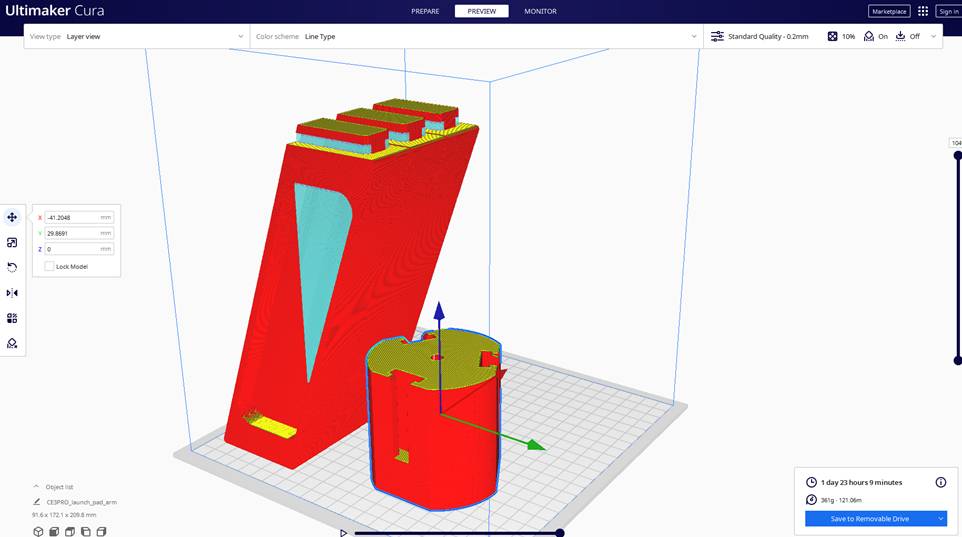 Ultimaker Cura
PREPARE PREVIEW MONITOR
Marketplace Sign in
View type Layer view
Color scheme Line Type
Standard Quality - 0.2mm 10% On Off
104
X -41.2048 mm
Y 29.8691 mm
Z 0 mm
Lock Model
Object list
CE3PRO_launch_pad_arm
91.6 x 172.1 x 209.8 mm
1 day 23 hours 9 minutes
361g · 121.06m
Save to Removable Drive